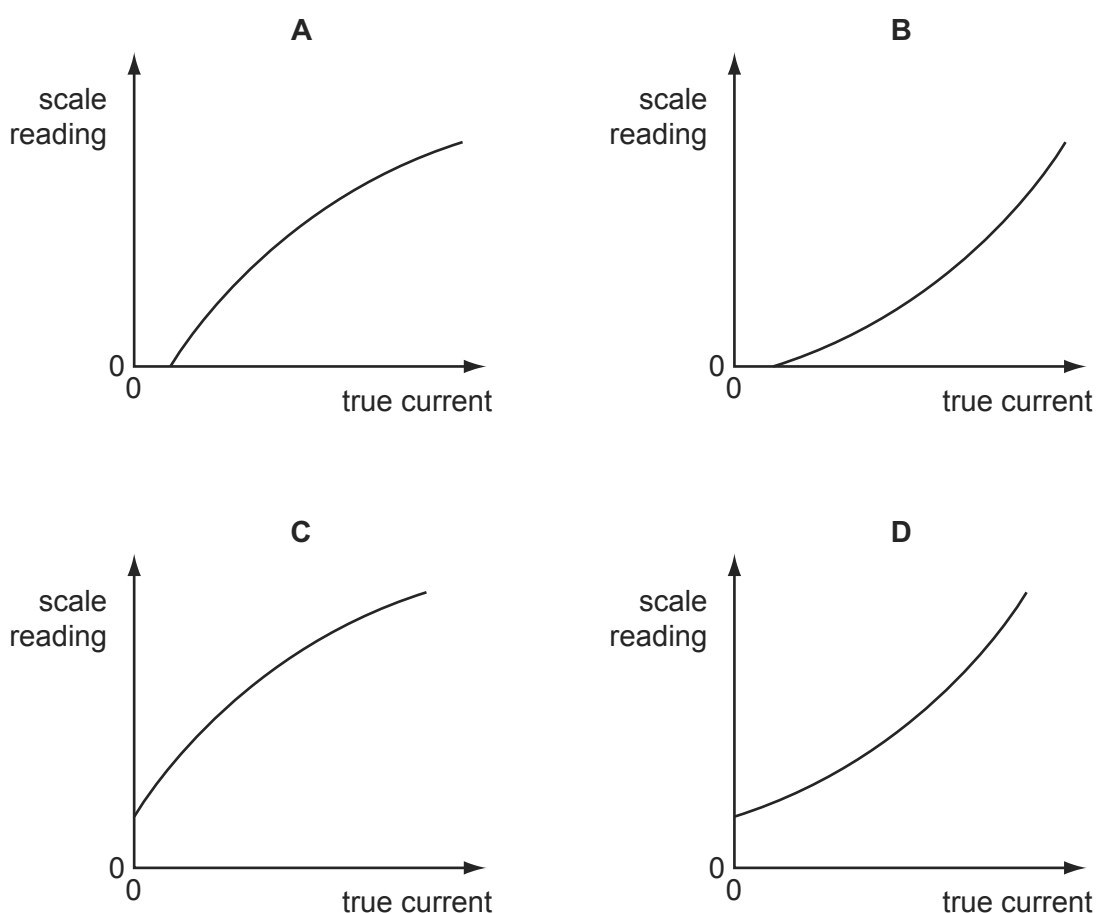 A
scale
reading
0
0
true current
B
scale
reading
0
0
true current
C
scale
reading
0
0
true current
D
scale
reading
0
0
true current